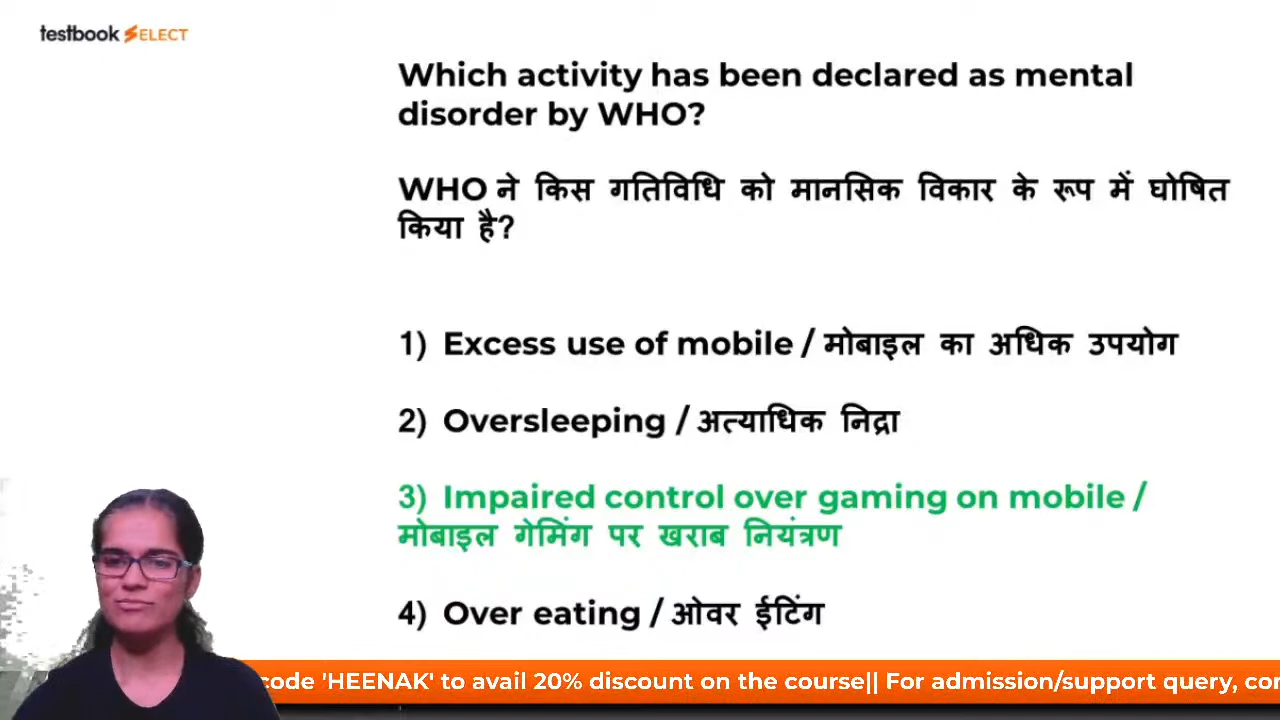 testbook SELECT
Which activity has been declared as mental
disorder by WHO?
WHO ने किस गतिविधि को मानसिक विकार के रूप में घोषित
किया है?
1) Excess use of mobile / मोबाइल का अधिक उपयोग
2) Oversleeping / अत्याधिक निद्रा
3) Impaired control over gaming on mobile /
मोबाइल गेमिंग पर खराब नियंत्रण
4) Over eating / ओवर ईटिंग
code 'HEENAK' to avail 20% discount on the course|| For admission/support query, con